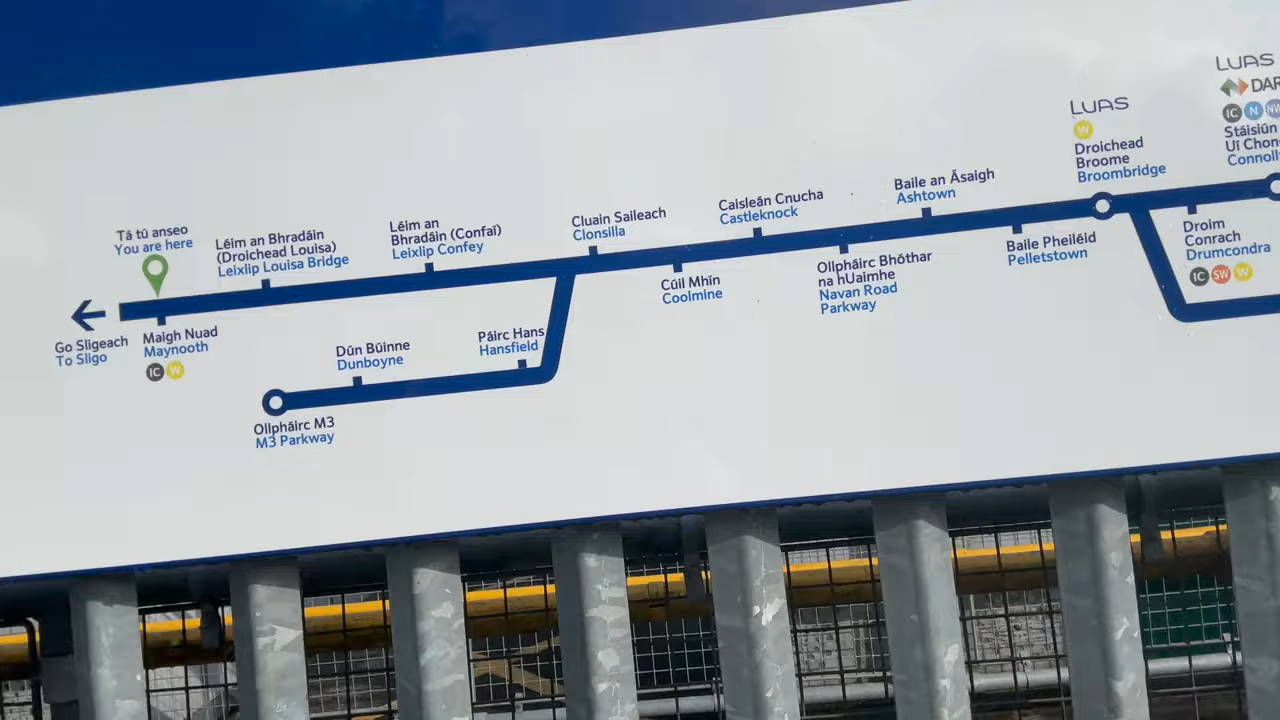 Tá tú anseo
You are here
Go Sligeach
To Sligo
Maigh Nuad
Maynooth
IC W
Léim an Bhradáin
(Droichead Louisa)
Leixlip Louisa Bridge
Léim an
Bhradáin (Confaí)
Leixlip Confey
Ollpháirc M3
M3 Parkway
Dún Búinne
Dunboyne
Páirc Hans
Hansfield
Cluain Saileach
Clonsilla
Cúil Mhín
Coolmine
Caisleán Cnucha
Castleknock
Ollpháirc Bhóthar
na hUaimhe
Navan Road
Parkway
Baile an Ásaigh
Ashtown
Baile Pheiléid
Pelletstown
LUAS
W
Droichead
Broome
Broombridge
Droim
Conrach
Drumcondra
IC SW W
LUAS
DAR
IC N NW
Stáisiún
Uí Chon
Connoll